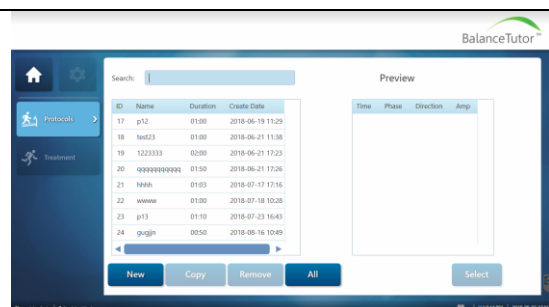 BalanceTutor™
Search:
Preview
Protocols
Treatment
ID Name Duration Create Date
17 p12 01:00 2018-06-19 11:29
18 test23 01:00 2018-06-21 11:38
19 1223333 02:00 2018-06-21 17:23
20 qqqqqqqqqqq 01:50 2018-06-21 17:26
21 hhhh 01:03 2018-07-17 17:16
22 wwww 01:00 2018-07-18 10:28
23 p13 01:10 2018-07-23 16:43
24 gugjjn 00:50 2018-08-16 10:49
Time Phase Direction Amp
New Copy Remove All Select